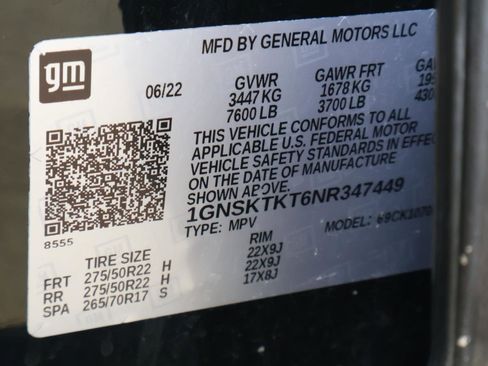 MFD BY GENERAL MOTORS LLC
gm
06/22 GVWR GAWR FRT
3447 KG 1678 KG
7600 LB 3700 LB
THIS VEHICLE CONFORMS TO ALL
APPLICABLE U.S. FEDERAL MOTOR
VEHICLE SAFETY STANDARDS IN EFFE
ON THE DATE OF MANUFACTURE
SHOWN ABOVE.
1GNSKTKT6NR347449
TYPE: MPV MODEL:
8555
TIRE SIZE RIM
FRT 275/50R22 H 22X9J
RR 275/50R22 H 22X9J
SPA 265/70R17 S 17X8J